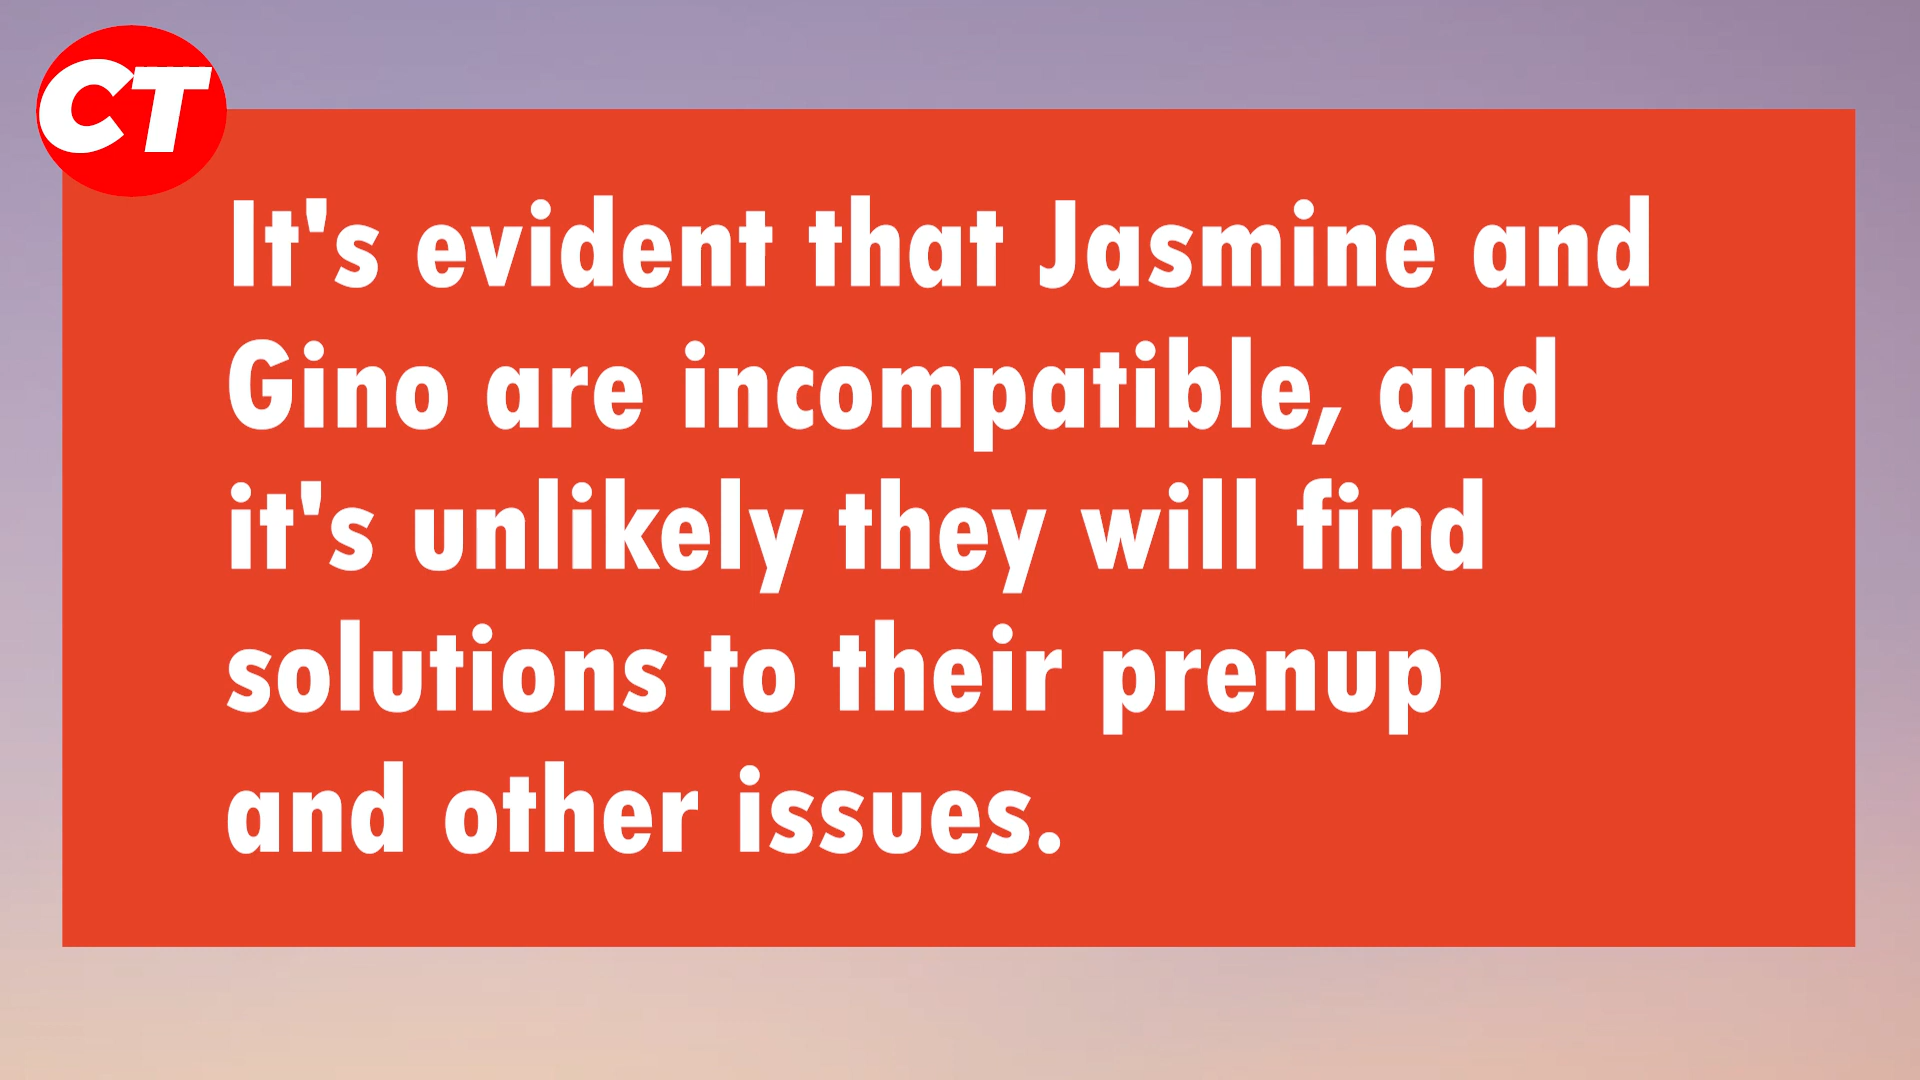 CT
It's evident that Jasmine and
Gino are incompatible, and
it's unlikely they will find
solutions to their prenup
and other issues.